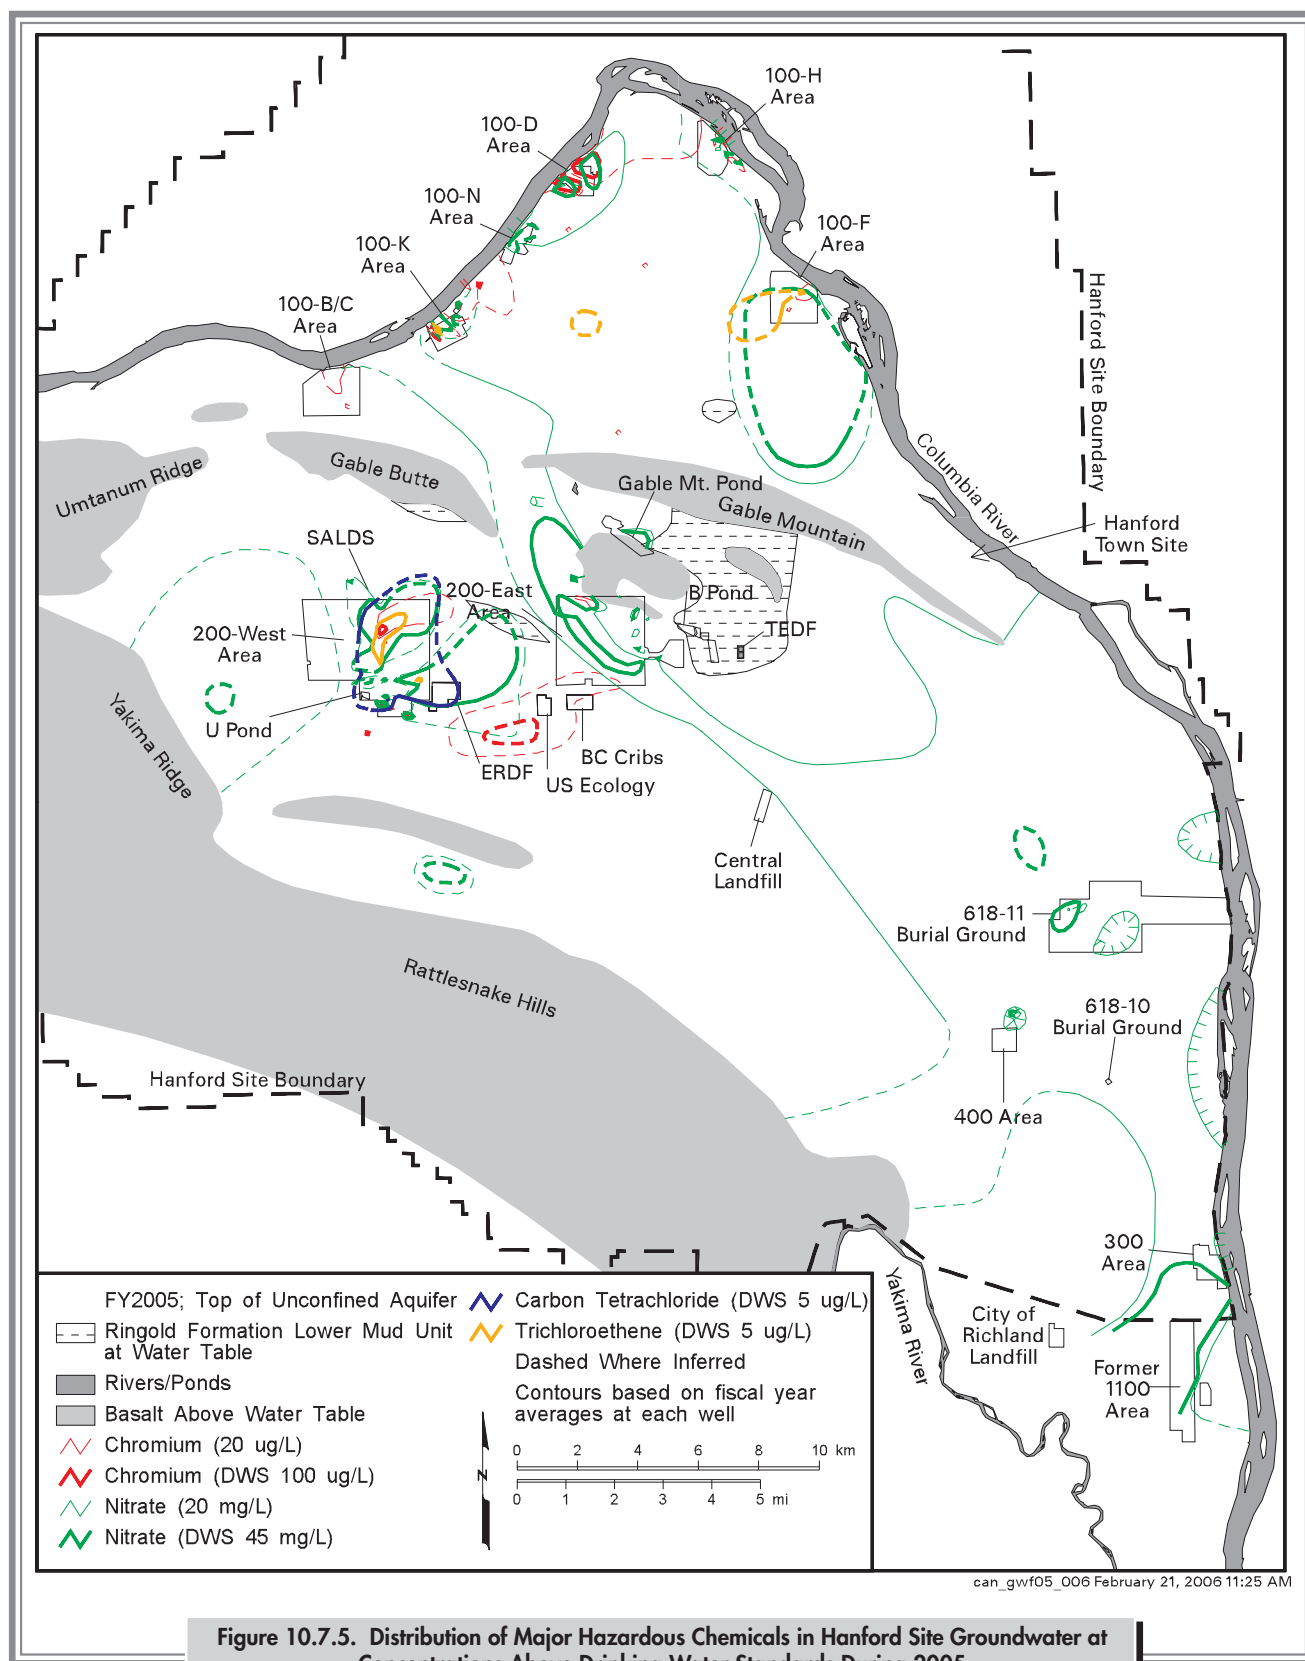 100-H
Area
100-D
Area
100-N
Area
100-F
Area
100-K
Area
100-B/C
Area
Hanford Site Boundary
Columbia River
Umtanum Ridge
Gable Butte
Gable Mt. Pond
Gable Mountain
Hanford
Town Site
SALDS
200-East
Area
B Pond
TEDF
200-West
Area
U Pond
Yakima Ridge
ERDF
BC Cribs
US Ecology
Central
Landfill
618-11
Burial Ground
Rattlesnake Hills
618-10
Burial Ground
Hanford Site Boundary
400 Area
300
Area
Yakima River
City of
Richland
Landfill
Former
1100
Area
FY2005; Top of Unconfined Aquifer
Ringold Formation Lower Mud Unit
at Water Table
Rivers/Ponds
Basalt Above Water Table
Chromium (20 ug/L)
Chromium (DWS 100 ug/L)
Nitrate (20 mg/L)
Nitrate (DWS 45 mg/L)
Carbon Tetrachloride (DWS 5 ug/L)
Trichloroethene (DWS 5 ug/L)
Dashed Where Inferred
Contours based on fiscal year
averages at each well
N
0 2 4 6 8 10 km
0 1 2 3 4 5 mi
can_gwf05_006 February 21, 2006 11:25 AM
Figure 10.7.5. Distribution of Major Hazardous Chemicals in Hanford Site Groundwater at
Concentrations Above Drinking Water Standards During 2005